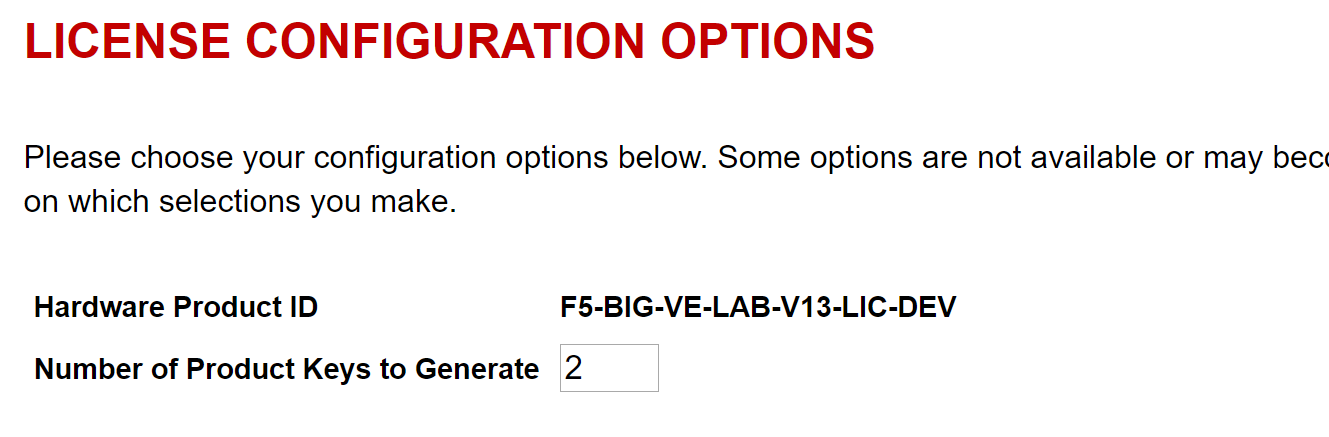 LICENSE CONFIGURATION OPTIONS
Please choose your configuration options below. Some options are not available or may
on which selections you make.
Hardware Product ID F5-BIG-VE-LAB-V13-LIC-DEV
Number of Product Keys to Generate 2